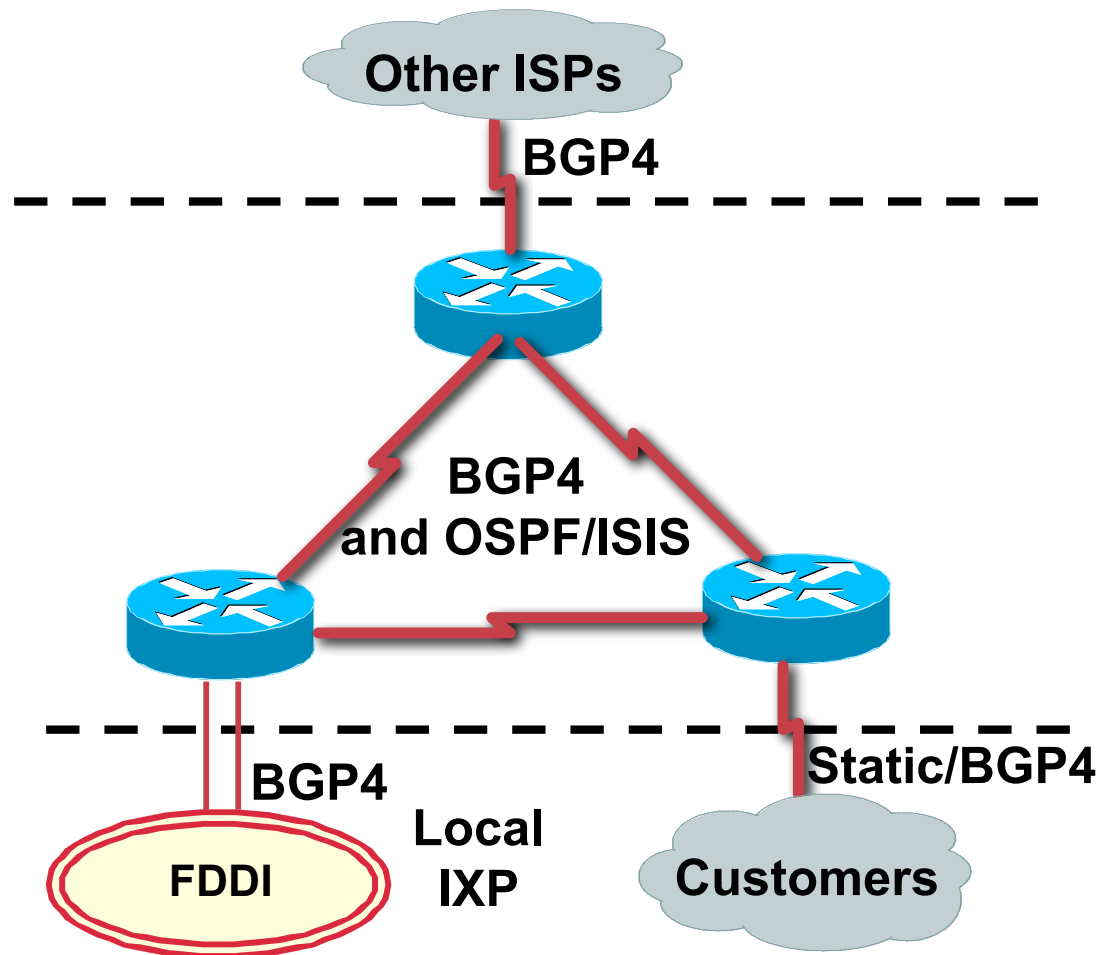 Other ISPs
BGP4
BGP4
and OSPF/ISIS
Static/BGP4
BGP4
Local
IXP
FDDI
Customers